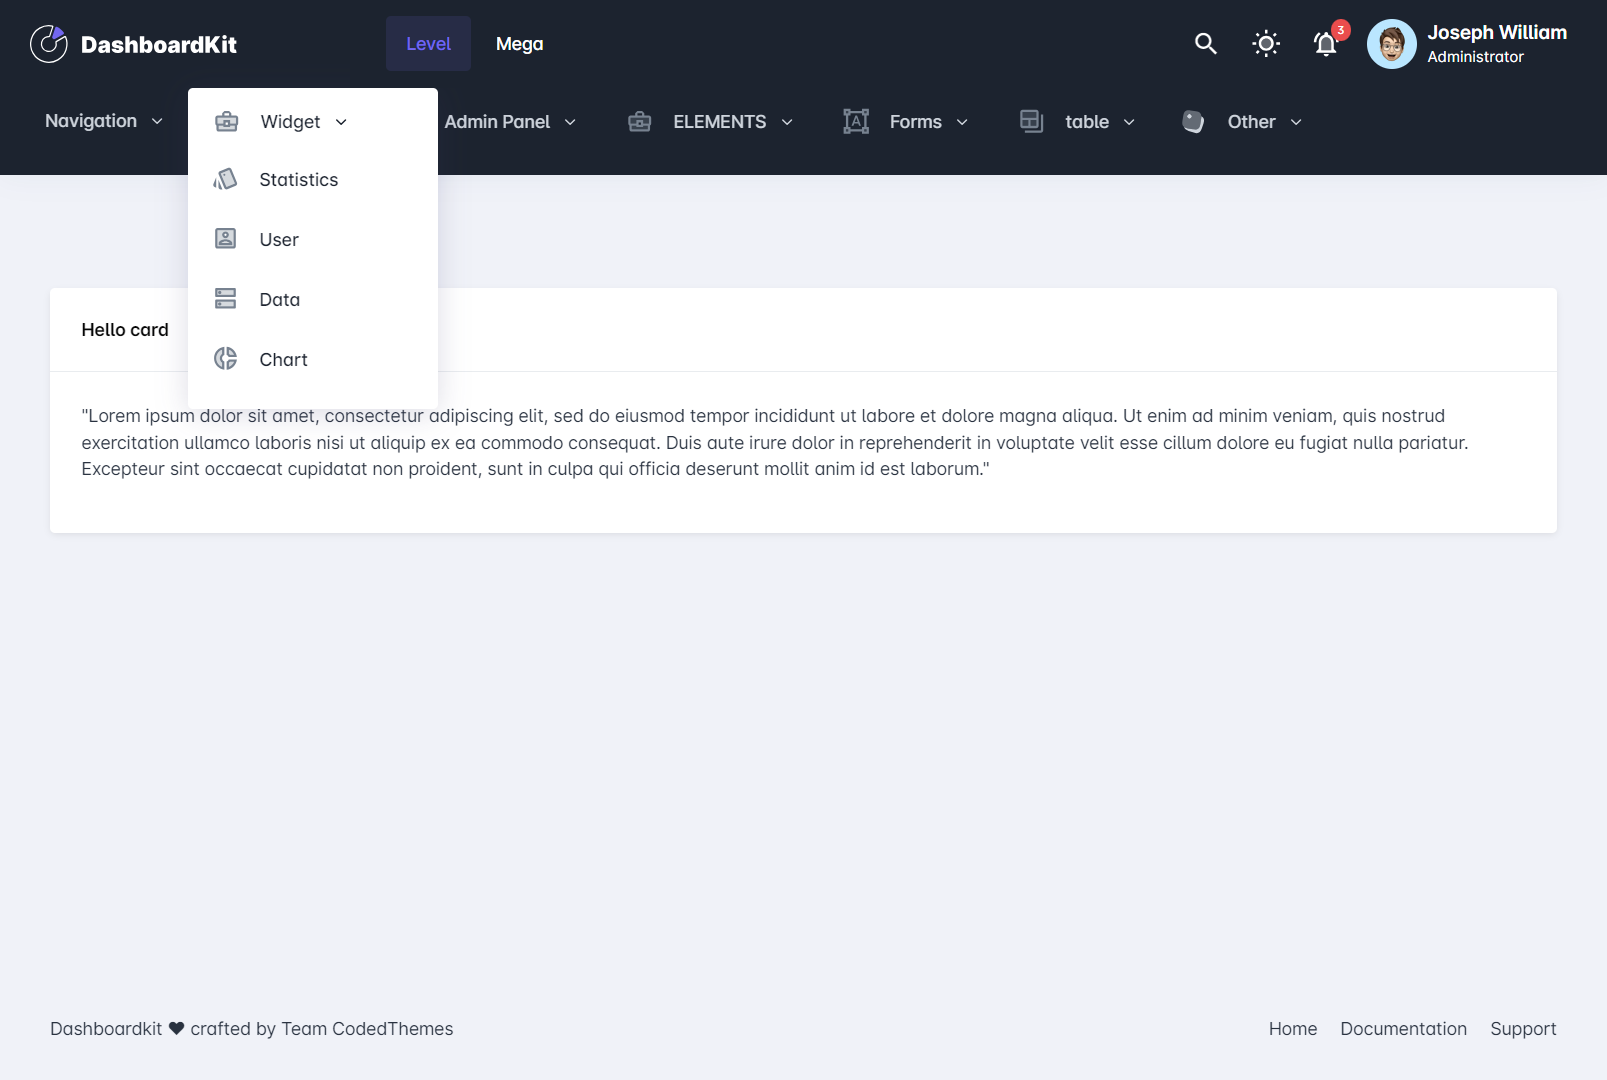 DashboardKit
Level
Mega
3
Joseph William
Administrator
Navigation
Widget
Admin Panel
ELEMENTS
A
Forms
table
Other
Statistics
User
Data
Chart
Hello card
"Lorem ipsum dolor sit amet, consectetur adipiscing elit, sed do eiusmod tempor incididunt ut labore et dolore magna aliqua. Ut enim ad minim veniam, quis nostrud
exercitation ullamco laboris nisi ut aliquip ex ea commodo consequat. Duis aute irure dolor in reprehenderit in voluptate velit esse cillum dolore eu fugiat nulla pariatur.
Excepteur sint occaecat cupidatat non proident, sunt in culpa qui officia deserunt mollit anim id est laborum."
Dashboardkit ♥ crafted by Team CodedThemes
Home
Documentation
Support